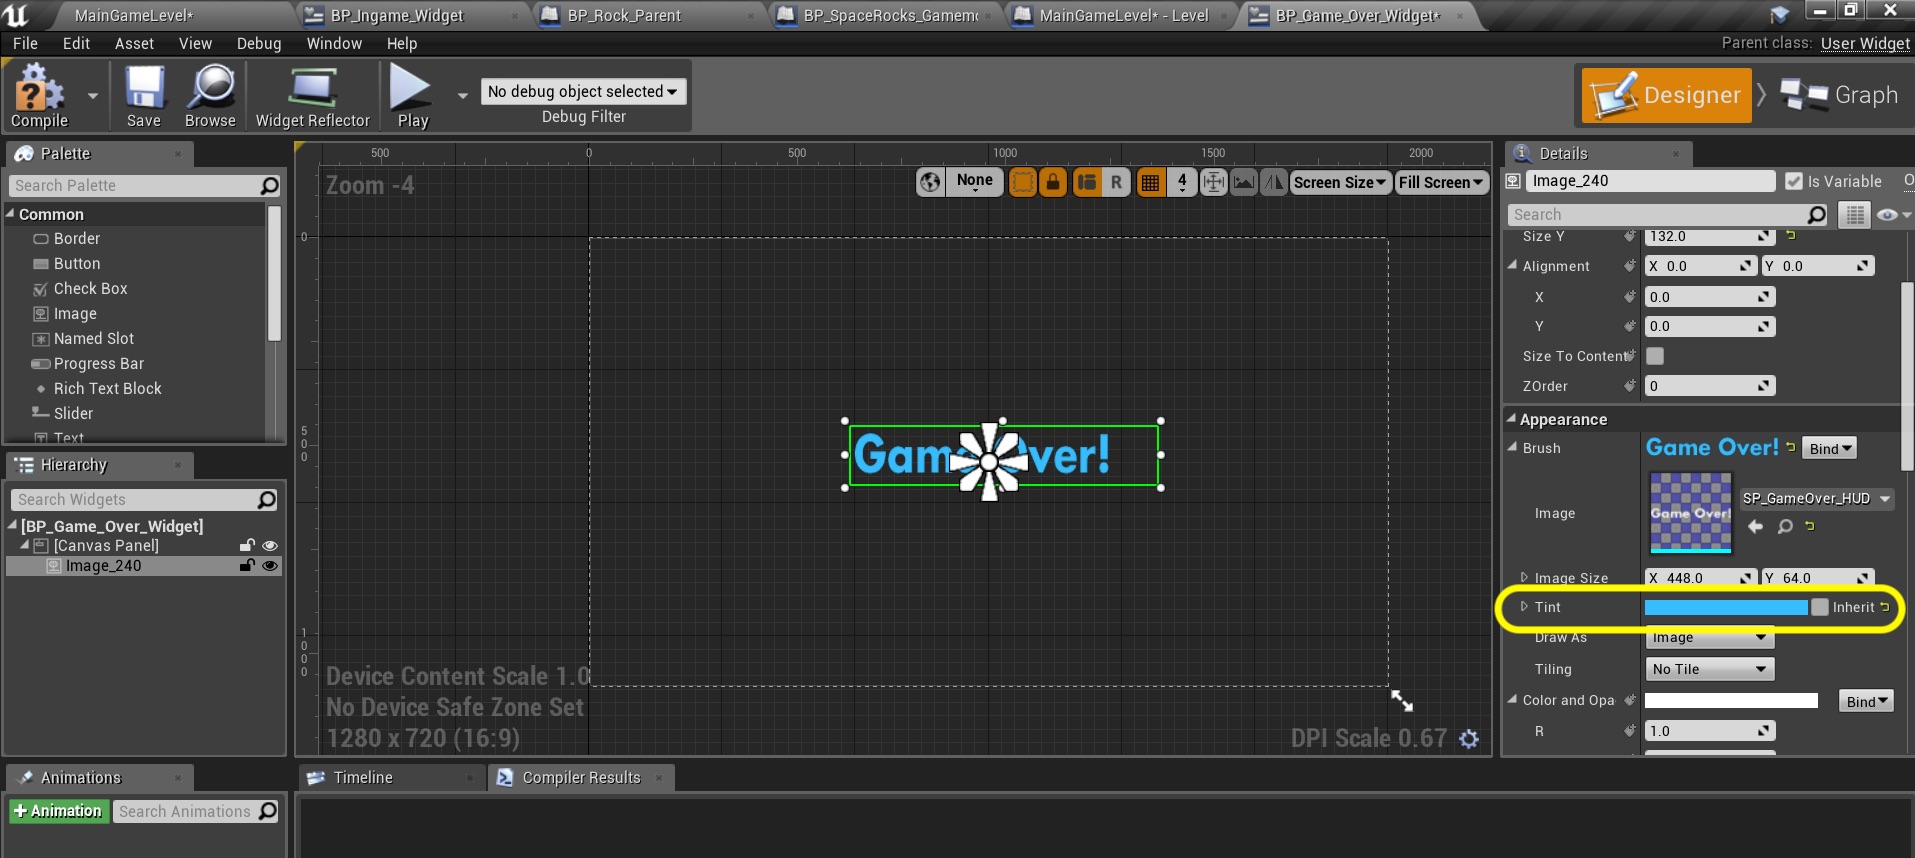 MainGameLevel*
BP_Ingame_Widget
BP_Rock_Parent
BP_SpaceRocks_Gamem
MainGameLevel* - Level
BP_Game_Over_Widget*
File Edit Asset View Debug Window Help
Parent class: User Widget
Compile
Save
Browse
Widget Reflector
Play
No debug object selected
Debug Filter
Designer
Graph
Palette
Search Palette
Common
Border
Button
Check Box
Image
Named Slot
Progress Bar
Rich Text Block
Slider
Text
Hierarchy
Search Widgets
[BP_Game_Over_Widget]
[Canvas Panel]
Image_240
Animations
+ Animation
Search Animations
500 0 500 1000 1500 2000
Zoom -4
None
R
4
Screen Size
Fill Screen
0
500
1000
Game Over!
Device Content Scale 1.0
No Device Safe Zone Set
1280 x 720 (16:9)
DPI Scale 0.67
Timeline
Compiler Results
Details
Image_240
Is Variable
Search
Size Y 132.0
Alignment X 0.0 Y 0.0
X 0.0
Y 0.0
Size To Content
ZOrder 0
Appearance
Brush Game Over! Bind
Image Game Over! SP_GameOver_HUD
Image Size X 448.0 Y 64.0
Tint Inherit
Draw As Image
Tiling No Tile
Color and Opa Bind
R 1.0